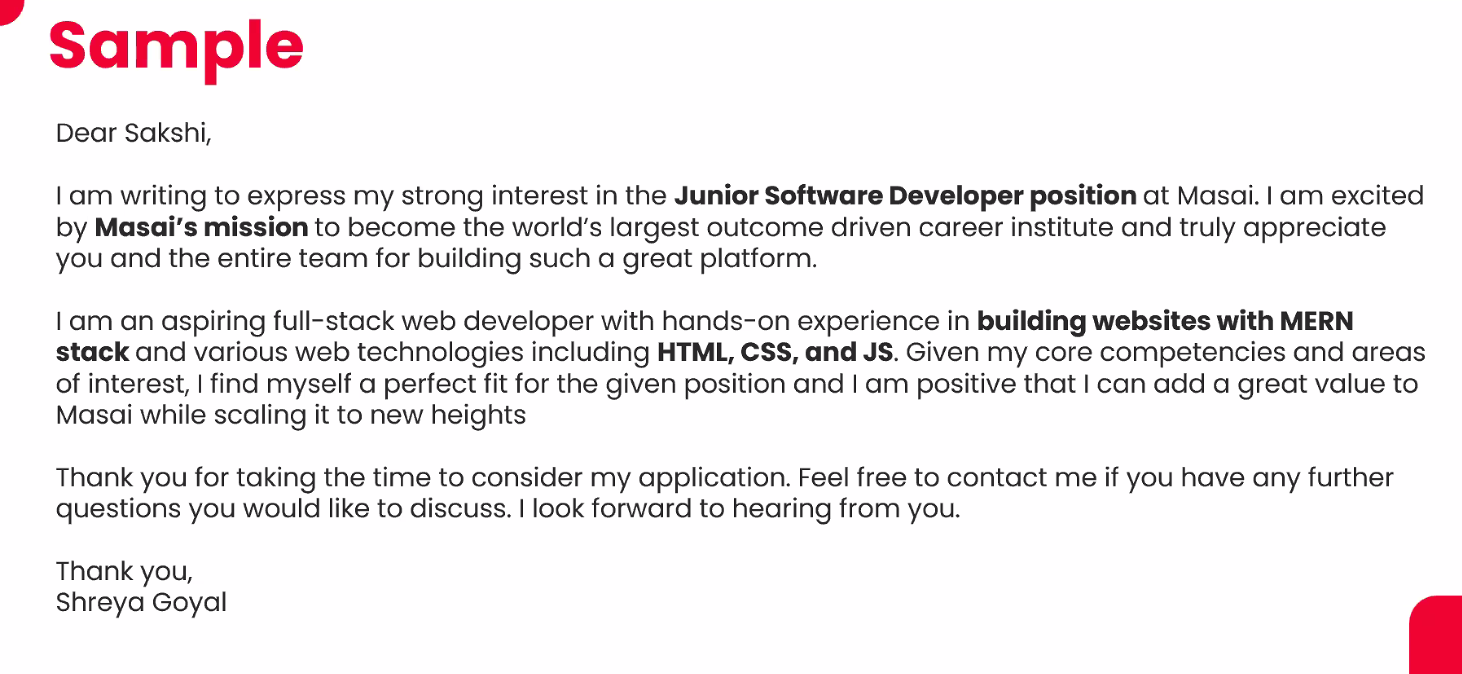 Sample
Dear Sakshi,
I am writing to express my strong interest in the Junior Software Developer position at Masai. I am excited
by Masai’s mission to become the world’s largest outcome driven career institute and truly appreciate
you and the entire team for building such a great platform.
I am an aspiring full-stack web developer with hands-on experience in building websites with MERN
stack and various web technologies including HTML, CSS, and JS. Given my core competencies and areas
of interest, I find myself a perfect fit for the given position and I am positive that I can add a great value to
Masai while scaling it to new heights
Thank you for taking the time to consider my application. Feel free to contact me if you have any further
questions you would like to discuss. I look forward to hearing from you.
Thank you,
Shreya Goyal